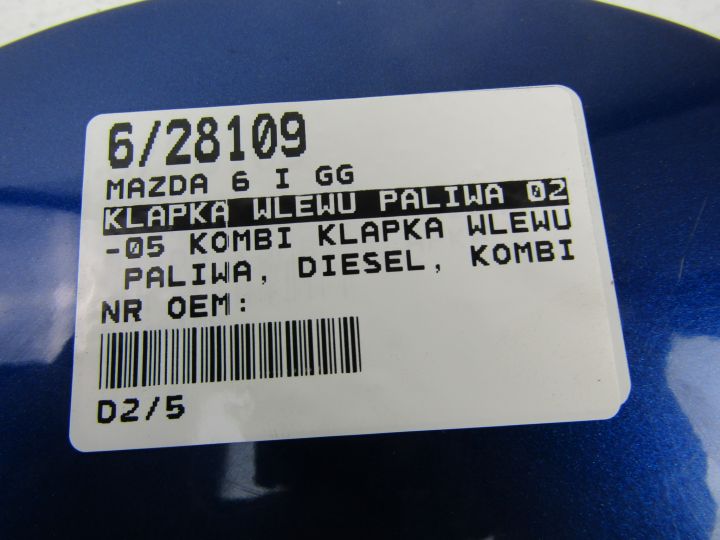 6/28109
MAZDA 6 I GG
KLAPKA WLEWU PALIWA 02
-05 KOMBI KLAPKA WLEWU
PALIWA, DIESEL, KOMBI
NR OEM:
D2/5